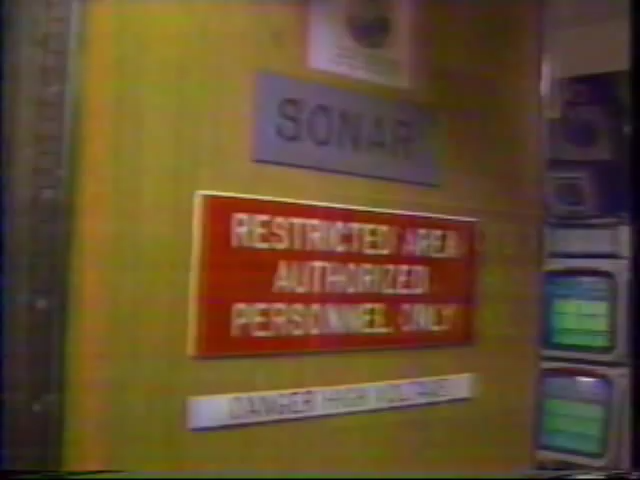 SONAR
RESTRICTED AREA
AUTHORIZED
PERSONNEL ONLY
DANGER HIGH VOLTAGE